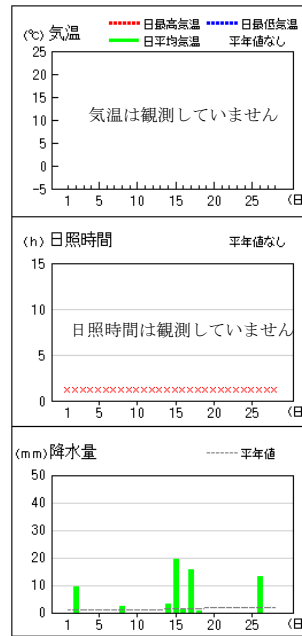 (℃) 気温 日最高気温 日最低気温
日平均気温 平年値なし
25
20
15
10
5
0
-5
気温は観測していません
1 5 10 15 20 25 (日
(h) 日照時間 平年値なし
15
10
5
0
日照時間は観測していません
1 5 10 15 20 25 (日
(mm) 降水量 平年値
50
40
30
20
10
0
1 5 10 15 20 25 (日